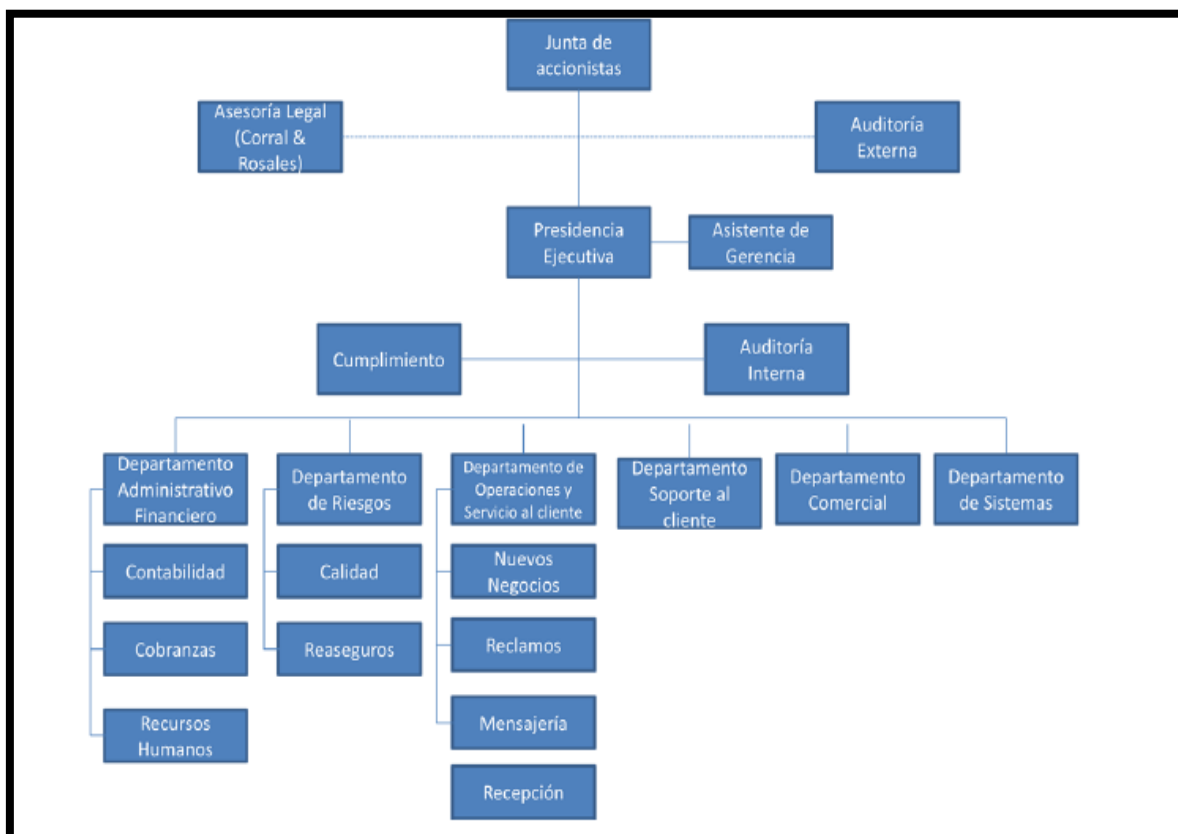 Junta de
accionistas
Asesoría Legal
(Corral &
Rosales)
Auditoría
Externa
Presidencia
Ejecutiva
Asistente de
Gerencia
Cumplimiento
Auditoría
Interna
Departamento
Administrativo
Financiero
Departamento
de Riesgos
Departamento de
Operaciones y
Servicio al cliente
Departamento
Soporte al
cliente
Departamento
Comercial
Departamento
de Sistemas
Contabilidad
Calidad
Nuevos
Negocios
Cobranzas
Reaseguros
Reclamos
Recursos
Humanos
Mensajería
Recepción